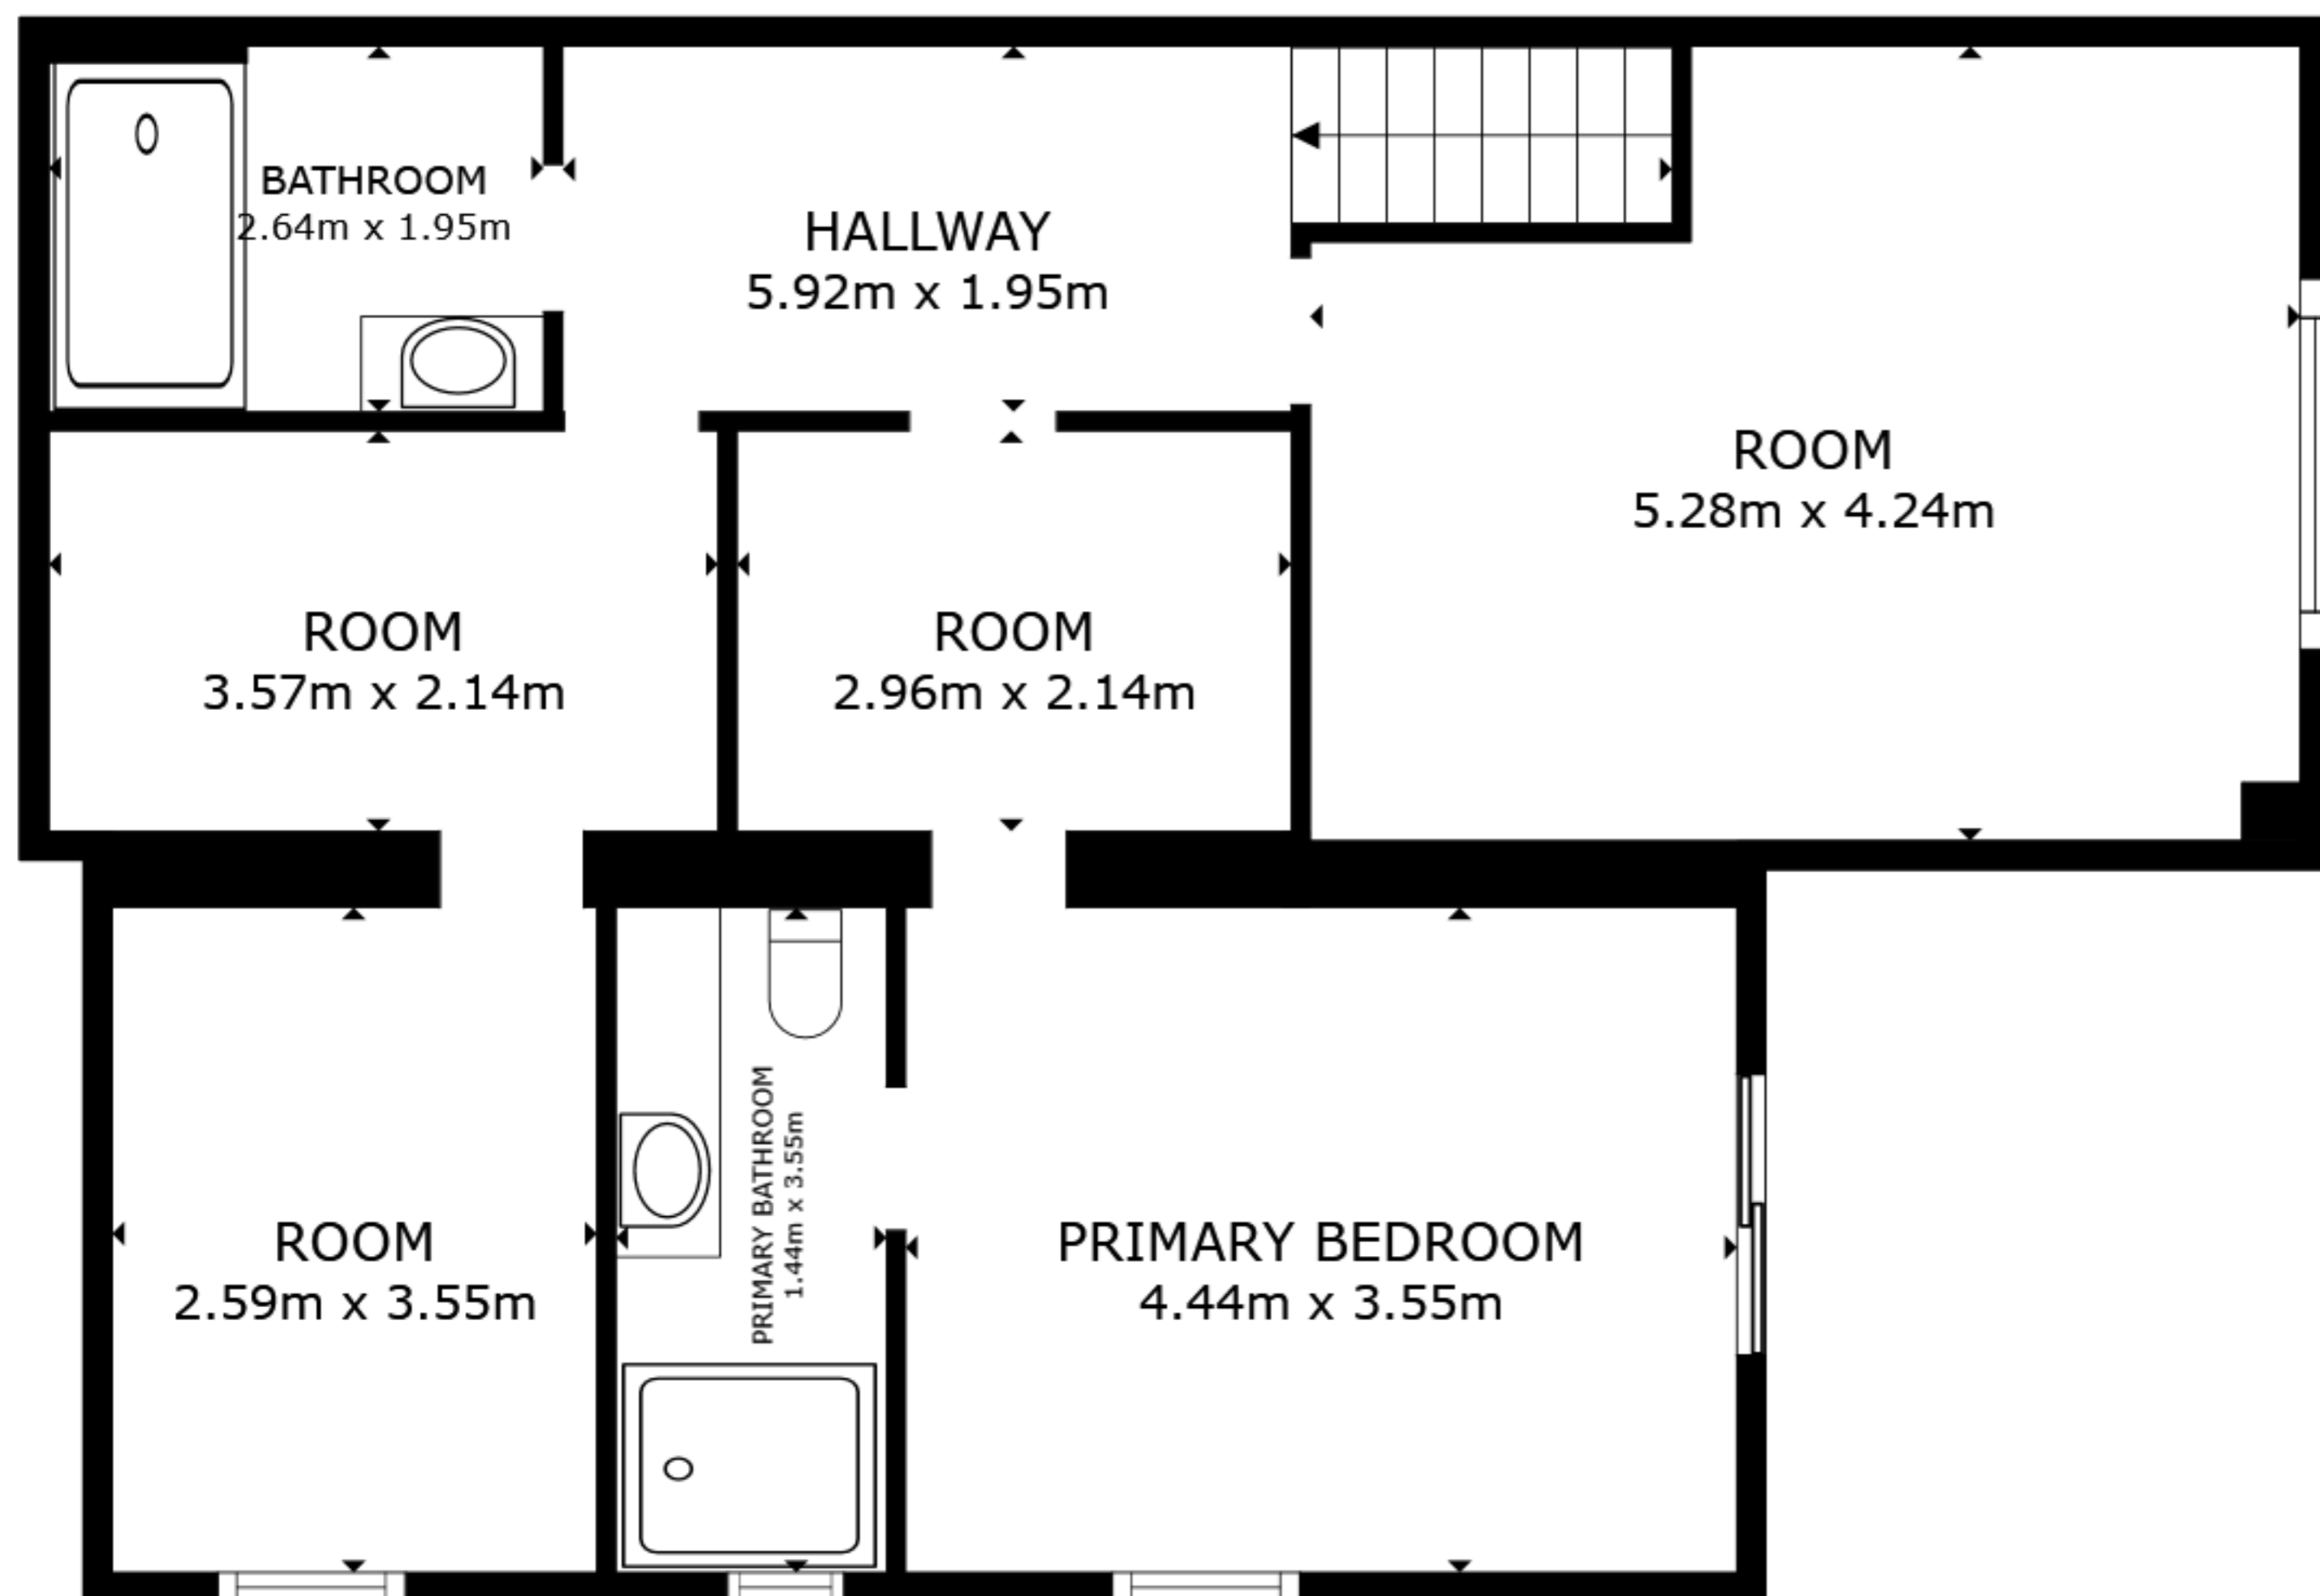 BATHROOM
2.64m x 1.95m
HALLWAY
5.92m x 1.95m
ROOM
5.28m x 4.24m
ROOM
3.57m x 2.14m
ROOM
2.96m x 2.14m
ROOM
2.59m x 3.55m
PRIMARY BATHROOM
1.44m x 3.55m
PRIMARY BEDROOM
4.44m x 3.55m